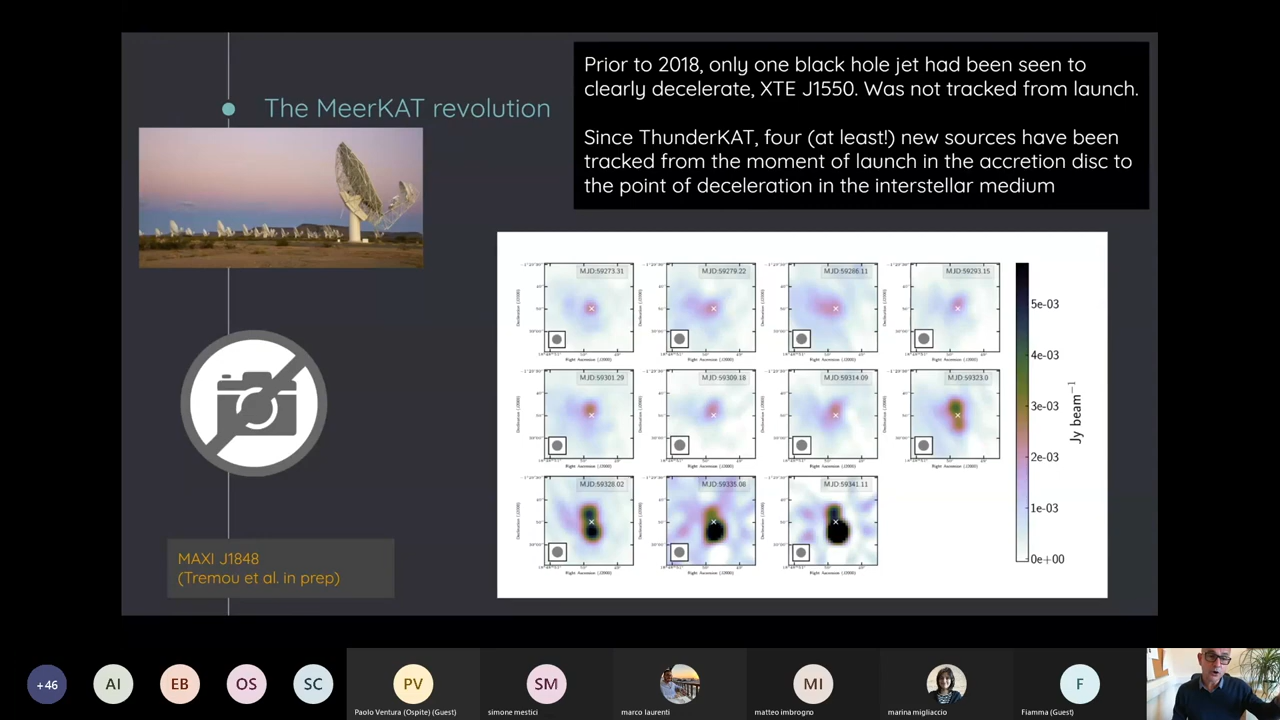 The MeerKAT revolution
Prior to 2018, only one black hole jet had been seen to
clearly decelerate, XTE J1550. Was not tracked from launch.
Since ThunderKAT, four (at least!) new sources have been
tracked from the moment of launch in the accretion disc to
the point of deceleration in the interstellar medium
MJD:59273.31
MJD:59279.22
MJD:59286.11
MJD:59293.15
MJD:59301.29
MJD:59309.18
MJD:59314.09
MJD:59323.0
MJD:59328.02
MJD:59335.08
MJD:59341.11
Declination (J2000)
Right Ascension (J2000)
5e-03
4e-03
3e-03
2e-03
1e-03
0e+00
Jy beam⁻¹
MAXI J1848
(Tremou et al. in prep)
+46
AI
EB
OS
SC
PV
SM
MI
F
Paolo Ventura (Ospite) (Guest)
simone mestici
marco laurenti
matteo imbrogno
marina migliaccio
Fiamma (Guest)